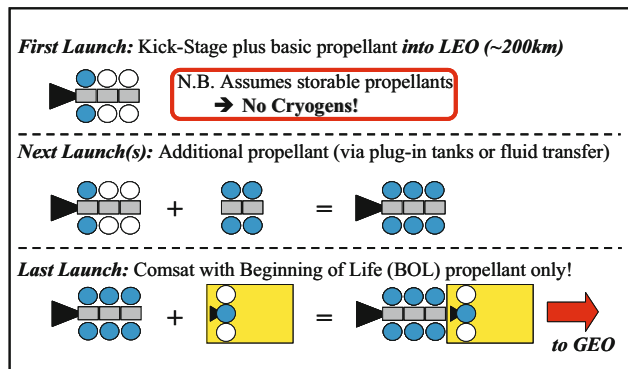 First Launch: Kick-Stage plus basic propellant into LEO (~200km)
N.B. Assumes storable propellants
➔ No Cryogens!
Next Launch(s): Additional propellant (via plug-in tanks or fluid transfer)
+ =
Last Launch: Comsat with Beginning of Life (BOL) propellant only!
+ =
to GEO